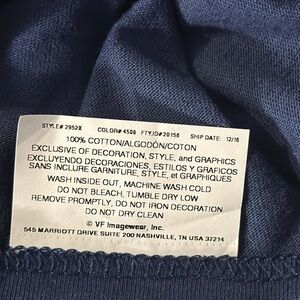 STYLE# 2952X COLOR# 4506 FTY.ID# 20156 SHIP DATE: 12/16
100% COTTON/ALGODÓN/COTON
EXCLUSIVE OF DECORATION, STYLE, and GRAPHICS
EXCLUYENDO DECORACIONES, ESTILOS Y GRAFICOS
SANS INCLURE GARNITURE, STYLE, et GRAPHIQUES
WASH INSIDE OUT, MACHINE WASH COLD
DO NOT BLEACH, TUMBLE DRY LOW
REMOVE PROMPTLY, DO NOT IRON DECORATION
DO NOT DRY CLEAN
© VF Imagewear, Inc.
545 MARRIOTT DRIVE SUITE 200 NASHVILLE, TN USA 37214